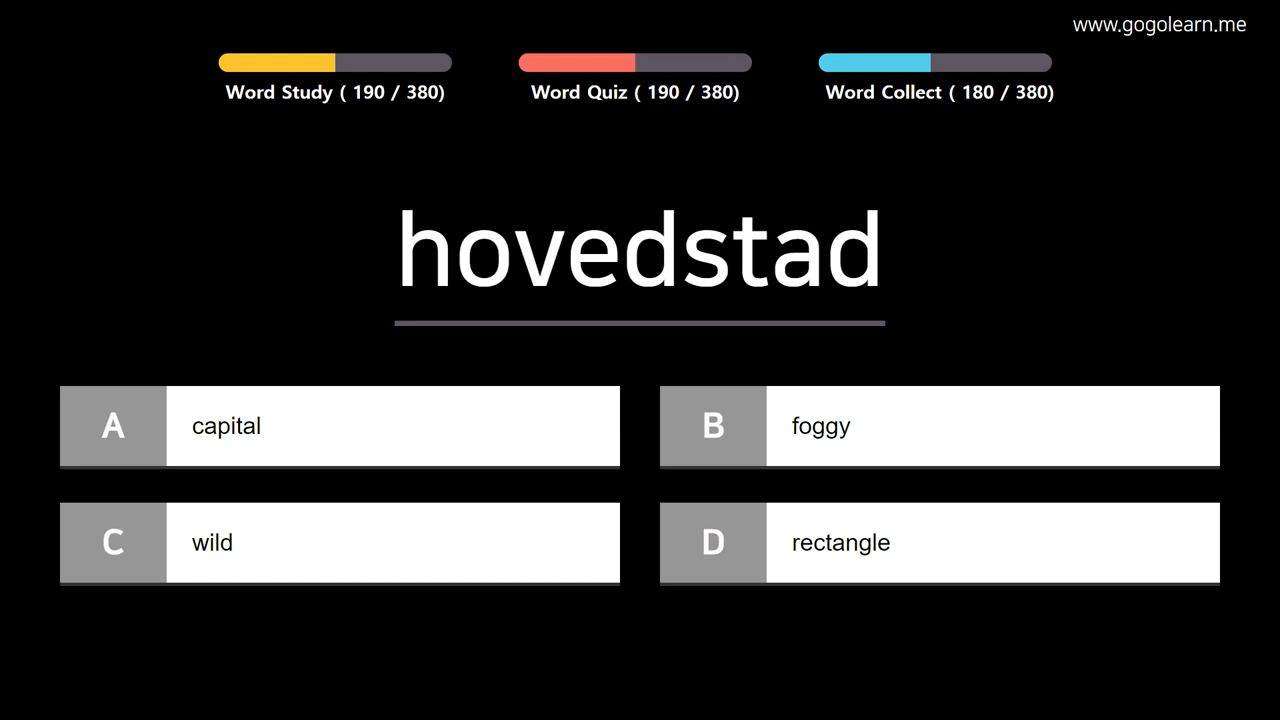 www.gogolearn.me
Word Study ( 190 / 380)
Word Quiz ( 190 / 380)
Word Collect ( 180 / 380)
hovedstad
A capital
B foggy
C wild
D rectangle